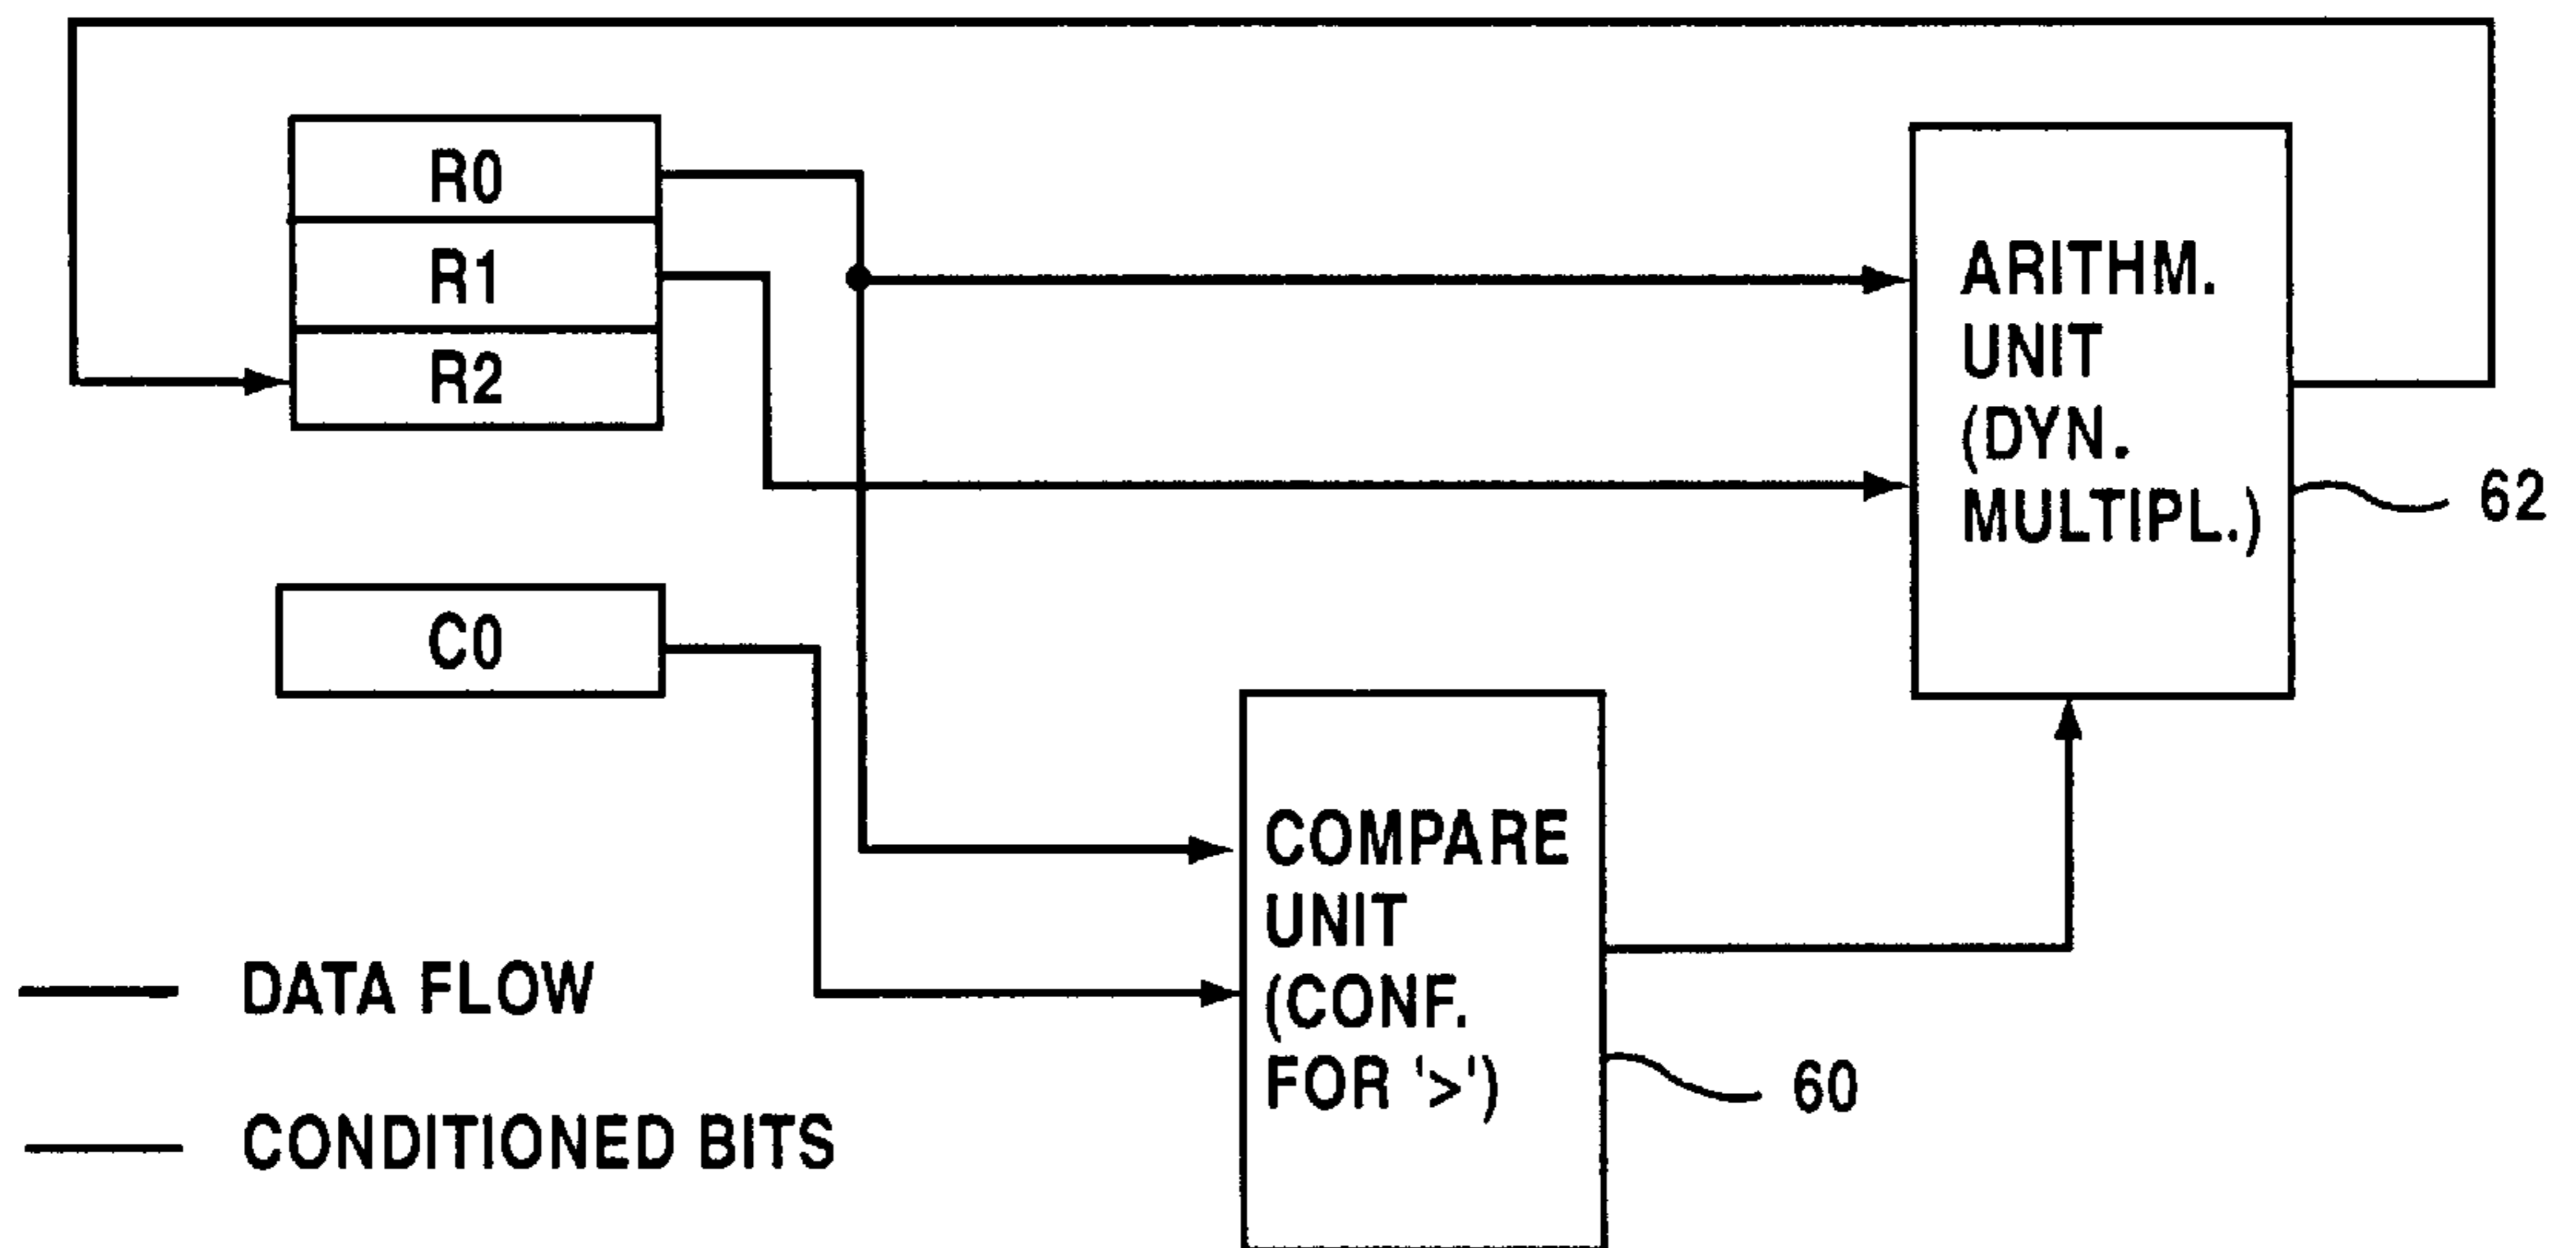 R0
R1
R2
C0
ARITHM.
UNIT
(DYN.
MULTIPL.)
62
COMPARE
UNIT
(CONF.
FOR '>')
60
DATA FLOW
CONDITIONED BITS